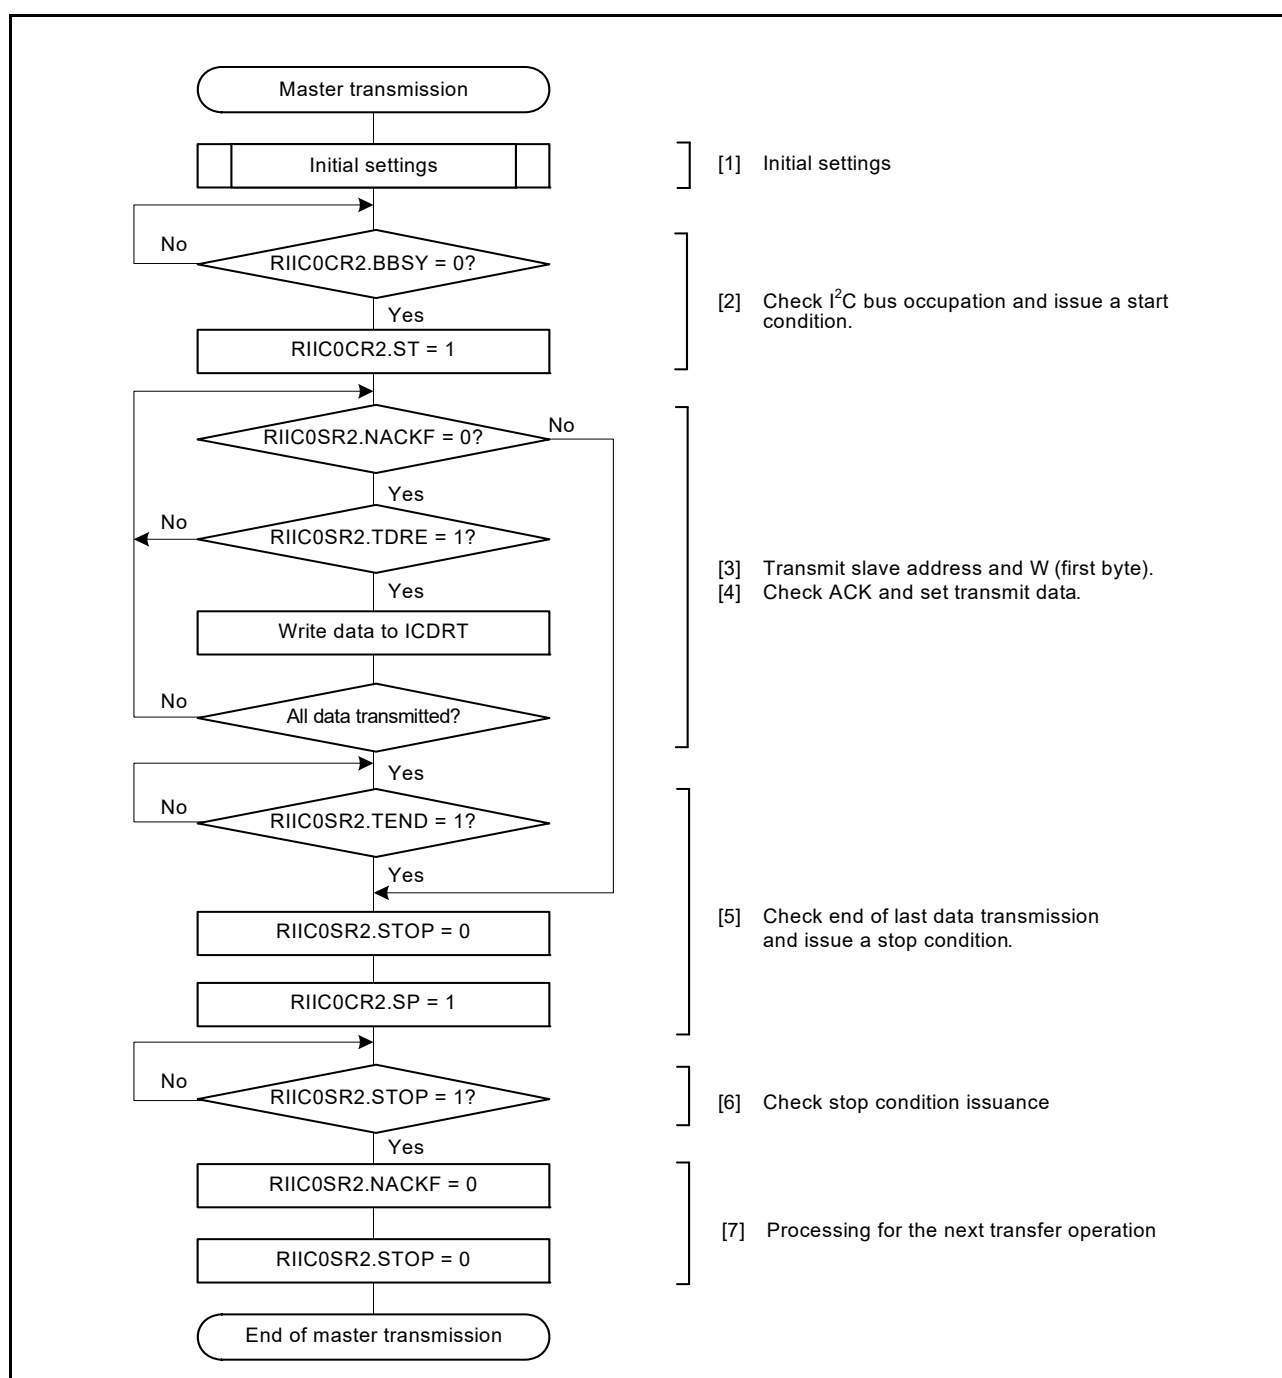 Master transmission
Initial settings
[1] Initial settings
No
RIIC0CR2.BBSY = 0?
Yes
[2] Check I²C bus occupation and issue a start
condition.
RIIC0CR2.ST = 1
RIIC0SR2.NACKF = 0?
No
Yes
No
RIIC0SR2.TDRE = 1?
Yes
[3] Transmit slave address and W (first byte).
[4] Check ACK and set transmit data.
Write data to ICDRT
No
All data transmitted?
Yes
No
RIIC0SR2.TEND = 1?
Yes
[5] Check end of last data transmission
and issue a stop condition.
RIIC0SR2.STOP = 0
RIIC0CR2.SP = 1
No
RIIC0SR2.STOP = 1?
[6] Check stop condition issuance
Yes
RIIC0SR2.NACKF = 0
[7] Processing for the next transfer operation
RIIC0SR2.STOP = 0
End of master transmission